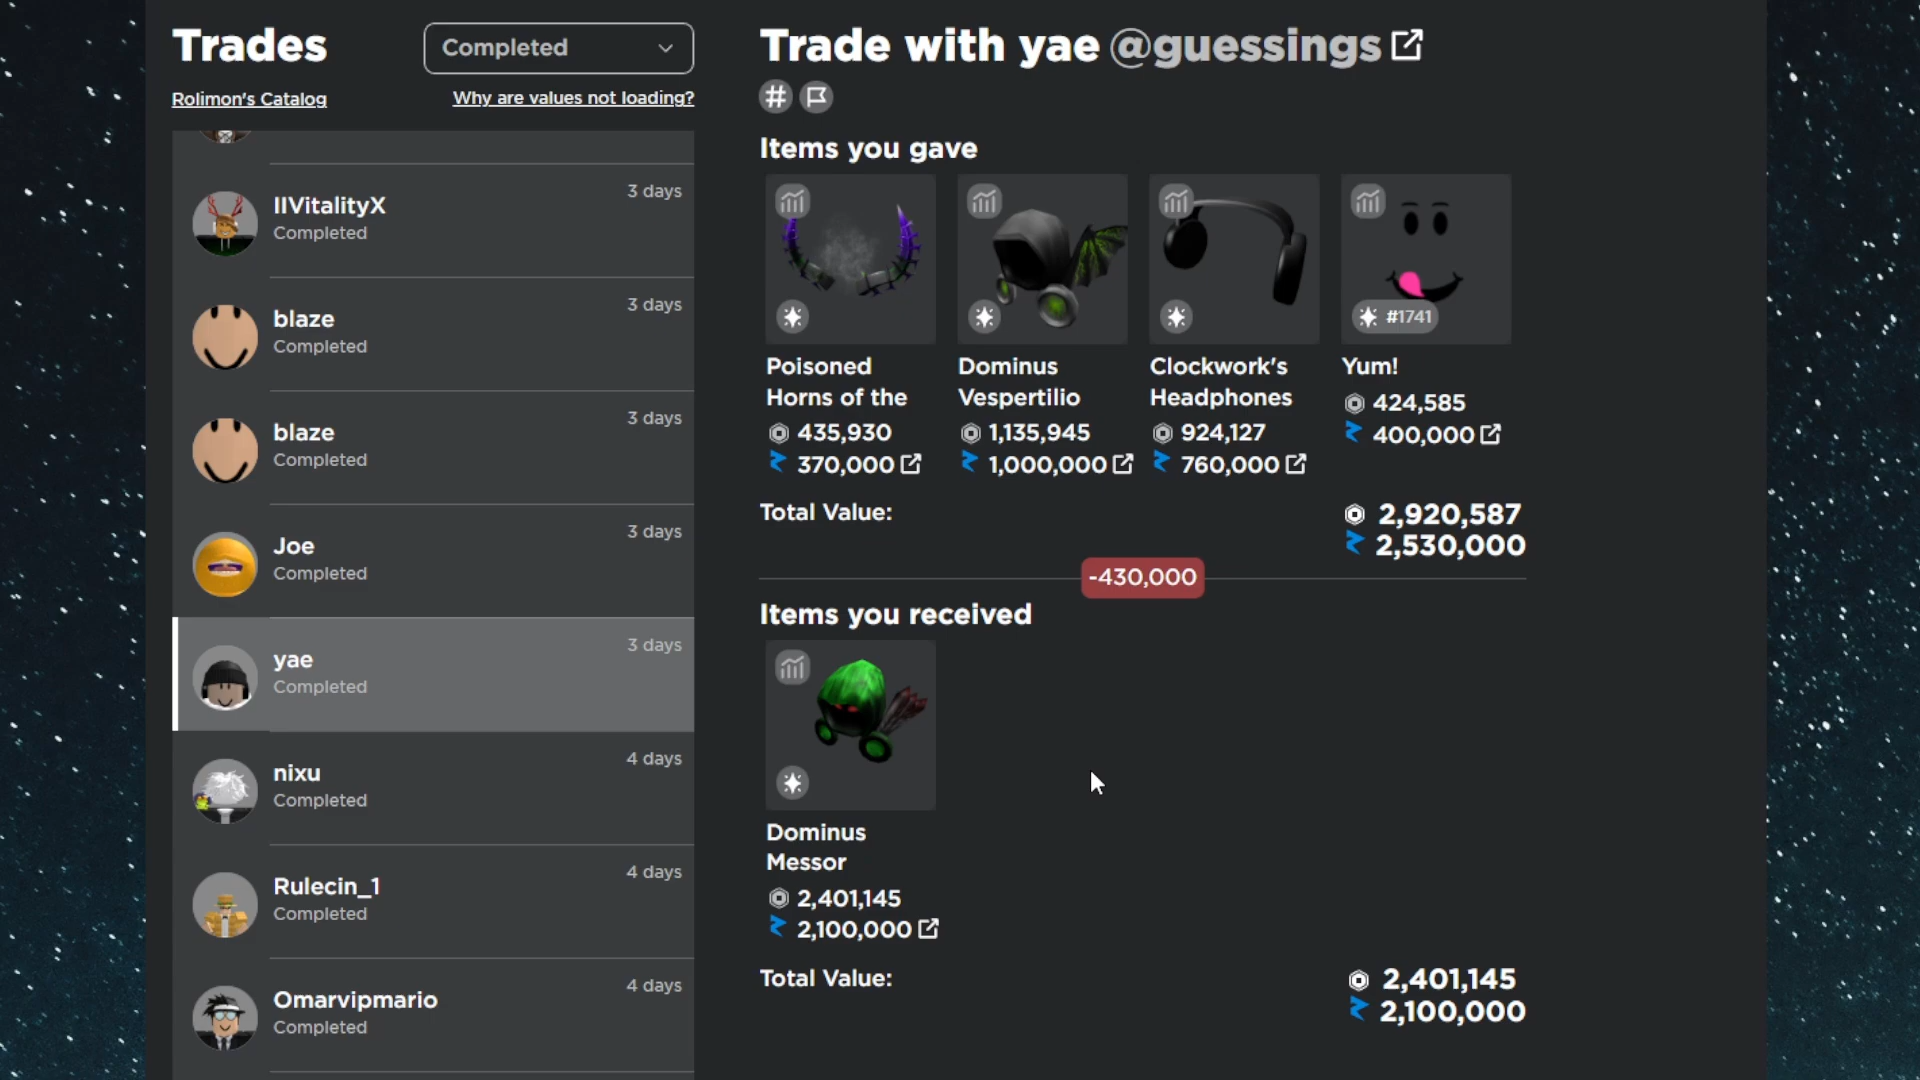 Trades
Completed
Rolimon's Catalog
Why are values not loading?
IIVitalityX
Completed
3 days
blaze
Completed
3 days
blaze
Completed
3 days
Joe
Completed
3 days
yae
Completed
3 days
nixu
Completed
4 days
Rulecin_1
Completed
4 days
Omarvipmario
Completed
4 days
Trade with yae @guessings
#
Items you gave
#1741
Poisoned
Horns of the
435,930
370,000
Dominus
Vespertilio
1,135,945
1,000,000
Clockwork's
Headphones
924,127
760,000
Yum!
424,585
400,000
Total Value:
2,920,587
2,530,000
-430,000
Items you received
Dominus
Messor
2,401,145
2,100,000
Total Value:
2,401,145
2,100,000